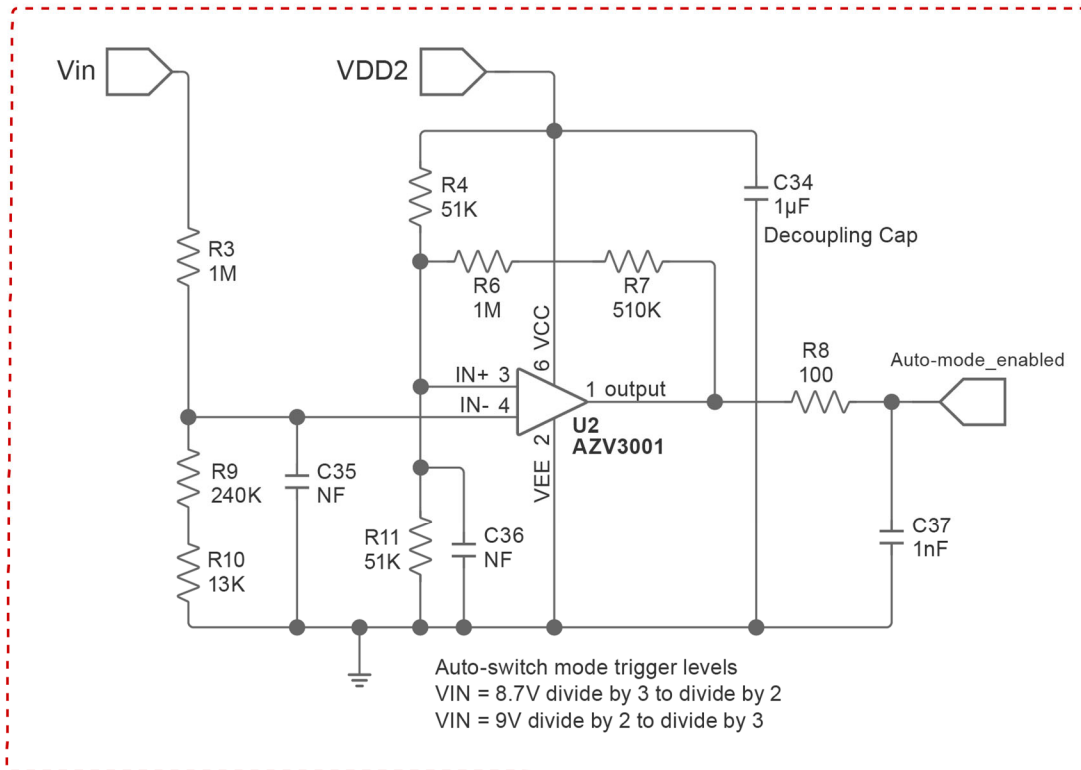 Vin
VDD2
R4
51K
C34
1µF
Decoupling Cap
R3
1M
R6
1M
R7
510K
6 VCC
R8
100
Auto-mode_enabled
IN+ 3
IN- 4
1 output
U2
AZV3001
VEE 2
R9
240K
C35
NF
R10
13K
R11
51K
C36
NF
C37
1nF
Auto-switch mode trigger levels
VIN = 8.7V divide by 3 to divide by 2
VIN = 9V divide by 2 to divide by 3